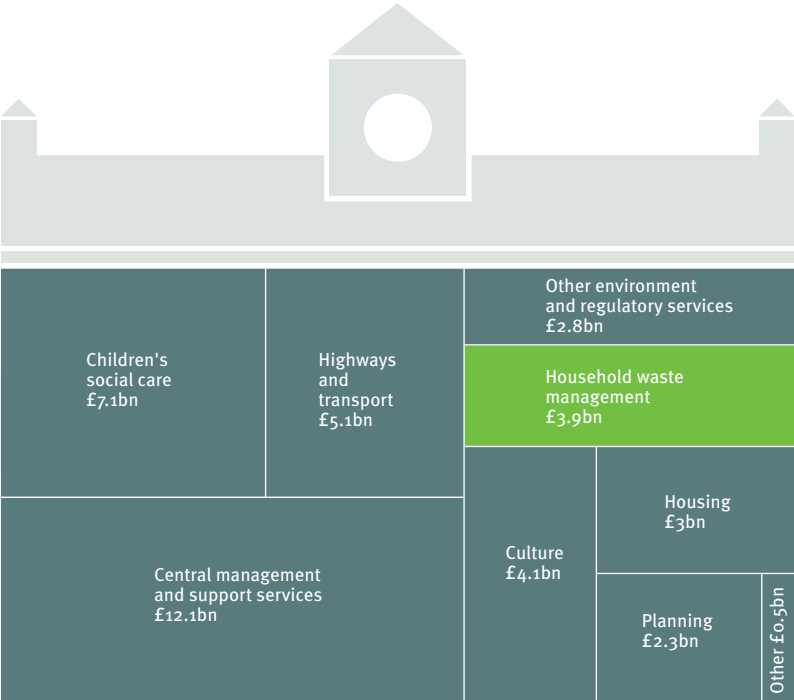 Other environment
and regulatory services
£2.8bn
Children's
social care
£7.1bn
Highways
and
transport
£5.1bn
Household waste
management
£3.9bn
Central management
and support services
£12.1bn
Culture
£4.1bn
Housing
£3bn
Planning
£2.3bn
Other £0.5bn